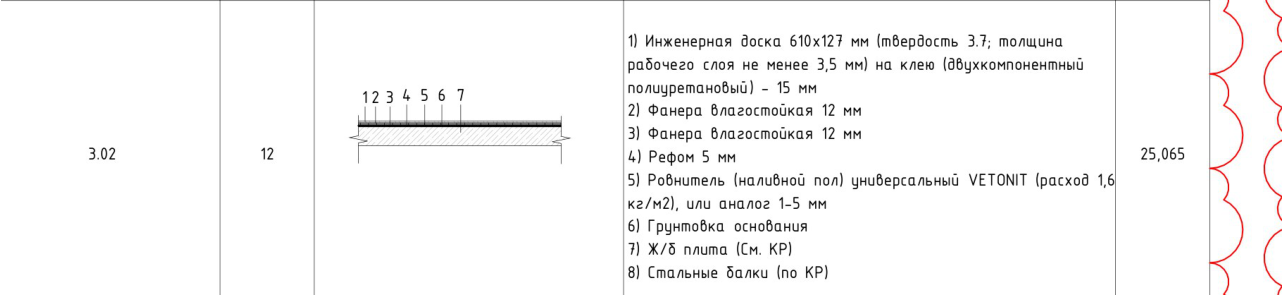 3.02
12
1 2 3 4 5 6 7
1) Инженерная доска 610х127 мм (твердость 3.7; толщина
рабочего слоя не менее 3,5 мм) на клею (двухкомпонентный
полиуретановый) - 15 мм
2) Фанера влагостойкая 12 мм
3) Фанера влагостойкая 12 мм
4) Рефом 5 мм
5) Ровнитель (наливной пол) универсальный VETONIT (расход 1,6
кг/м2), или аналог 1-5 мм
6) Грунтовка основания
7) Ж/б плита (См. КР)
8) Стальные балки (по КР)
25,065